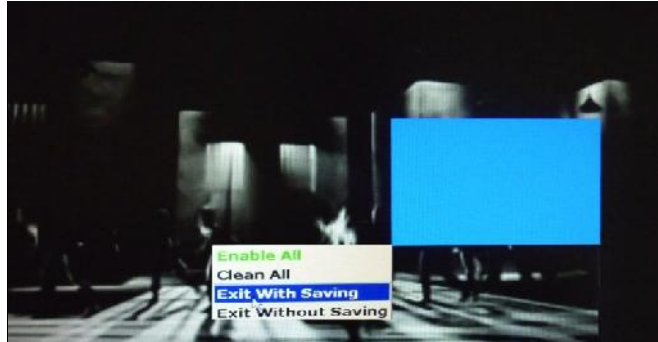 Enable All
Clean All
Exit With Saving
Exit Without Saving